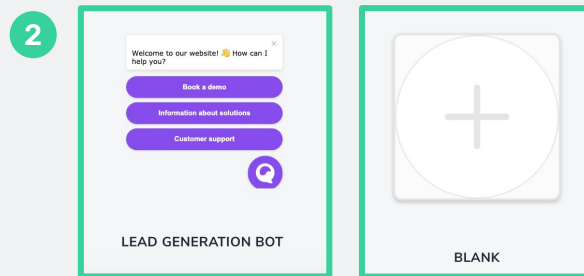 2
Welcome to our website! 👋 How can I
help you?
Book a demo
Information about solutions
Customer support
LEAD GENERATION BOT
BLANK